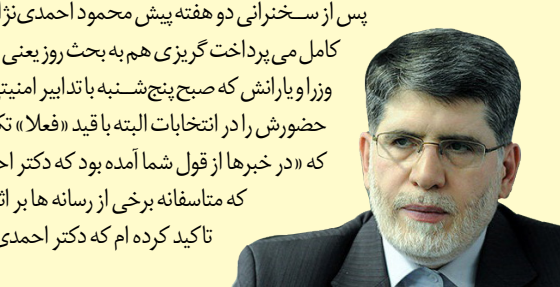 پس از سخنرانی دو هفته پیش محمود احمدی‌نژا
کامل می پرداخت گریزی هم به بحث روز یعنی
وزرا و یارانش که صبح پنج‌شنبه با تدابیر امنیتی
حضورش را در انتخابات البته با قید «فعلا» تک
که «در خبرها از قول شما آمده بود که دکتر اح
که متاسفانه برخی از رسانه ها بر اثر
تاکید کرده ام که دکتر احمدی